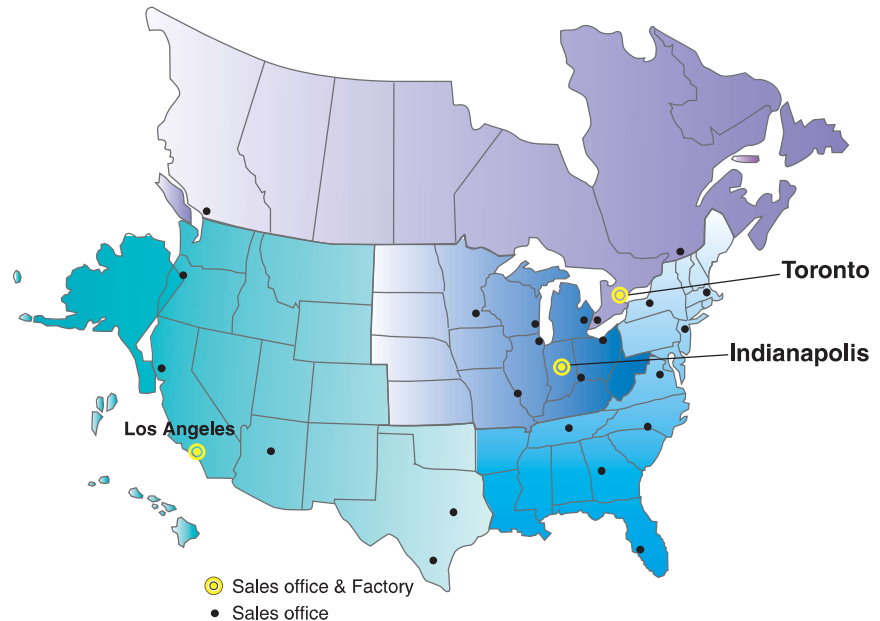 Toronto
Indianapolis
Los Angeles
Sales office & Factory
Sales office